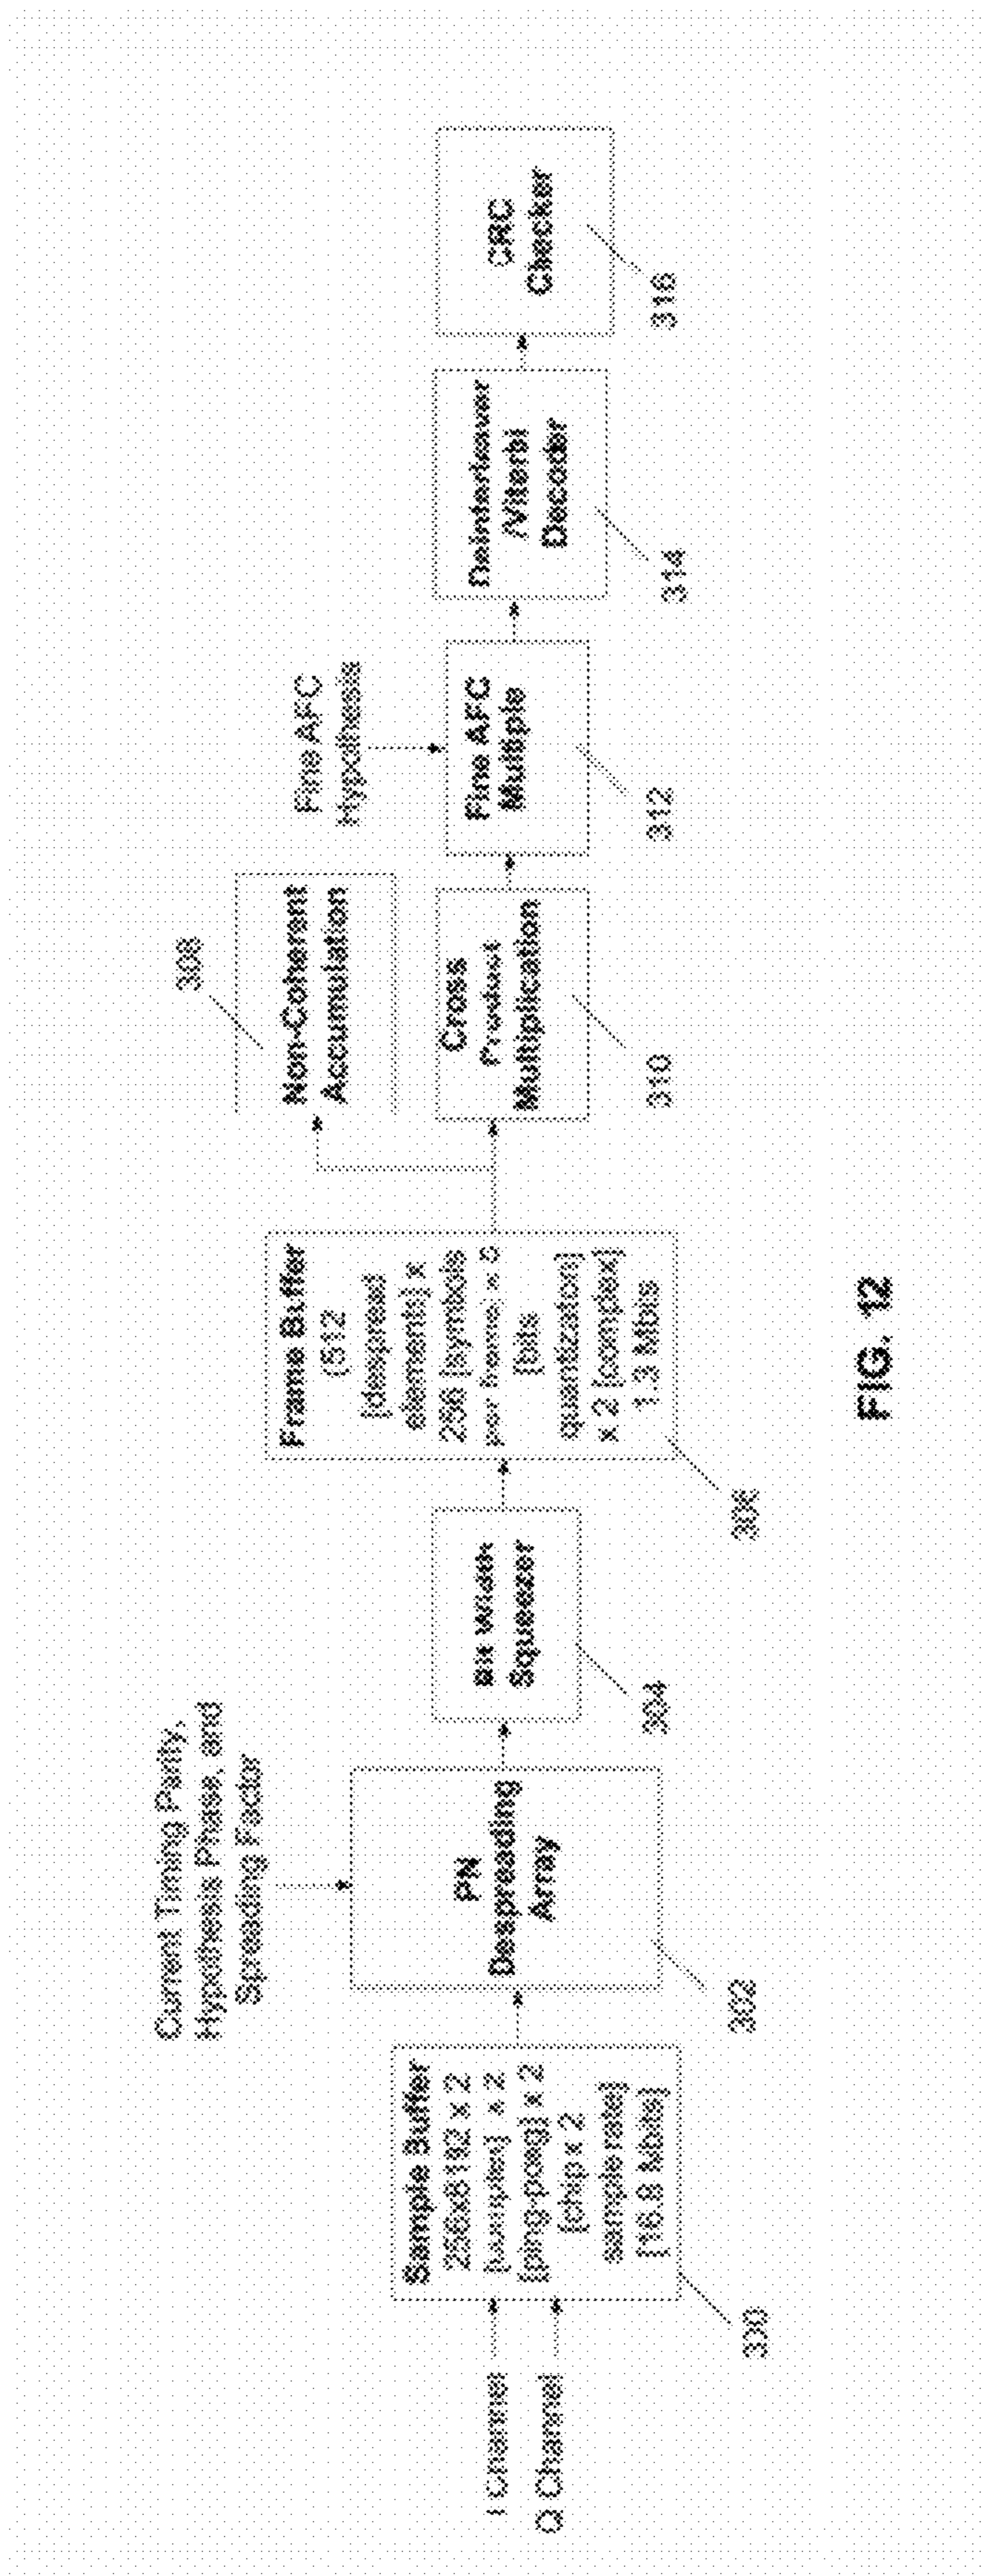 I Channel
Q Channel
Sample Buffer
256x8192 x 2
x 2
[ping-pong] x 2
[chip x 2
sample rate]
[16.8 Mbits]
330
Current Timing Parity,
Hypothesis Phase, and
Spreading Factor
PN
Despreading
Array
302
Bit Width
Squeezer
304
Frame Buffer
(512
[despread
elements] x
256 [symbols
per frame] x
[bits
quantization]
x 2 [complex]
1.3 Mbits
306
Non-Coherent
Accumulation
308
Cross
Product
Multiplication
310
Fine AFC
Hypothesis
Fine AFC
Multiple
312
Deinterleaver
/Viterbi
Decoder
314
CRC
Checker
316
FIG. 12